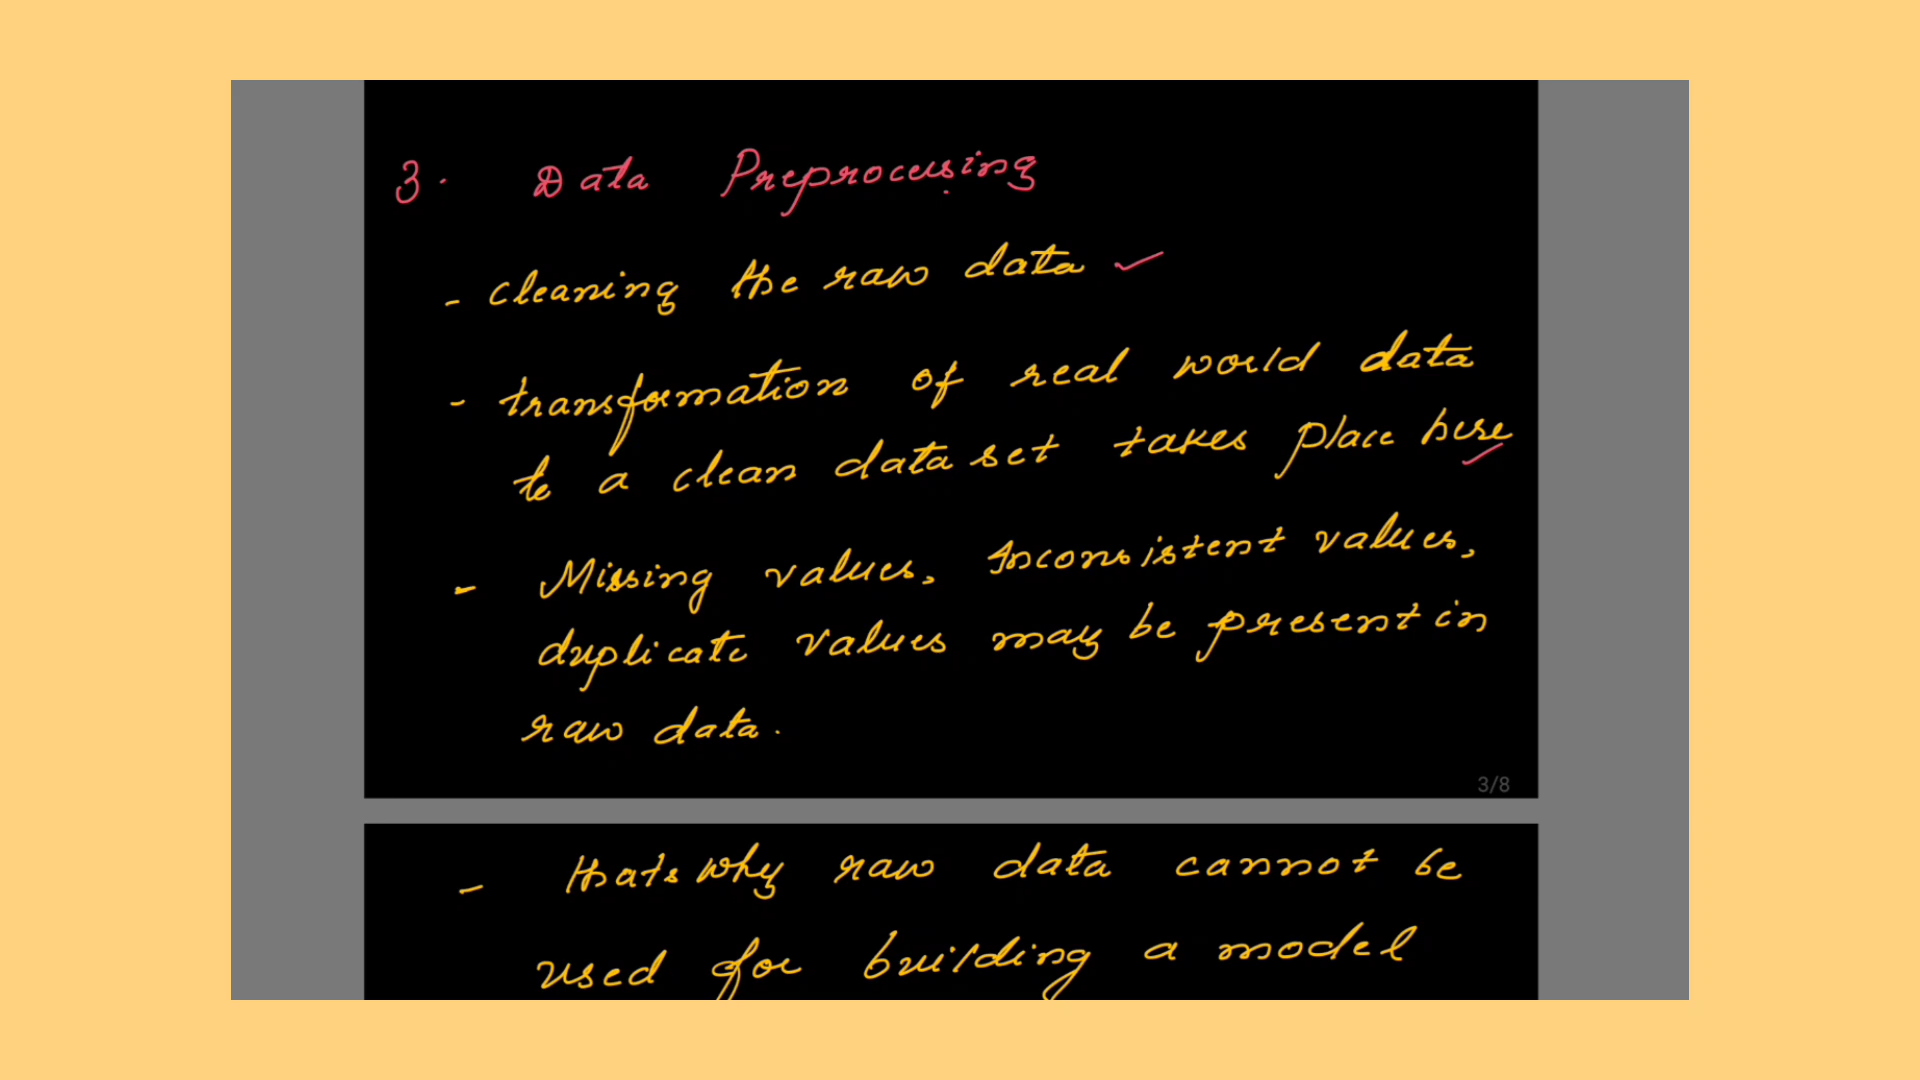 3. Data Preprocessing
- cleaning the raw data
- transformation of real world data
to a clean dataset takes place here
- Missing values, Inconsistent values,
duplicate values may be present in
raw data.
3/8
- thats why raw data cannot be
used for building a model